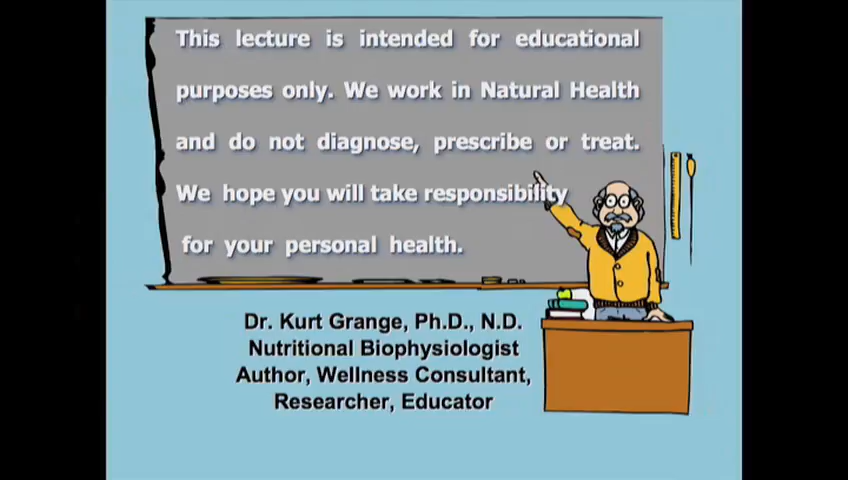 This lecture is intended for educational
purposes only. We work in Natural Health
and do not diagnose, prescribe or treat.
We hope you will take responsibility
for your personal health.
Dr. Kurt Grange, Ph.D., N.D.
Nutritional Biophysiologist
Author, Wellness Consultant,
Researcher, Educator